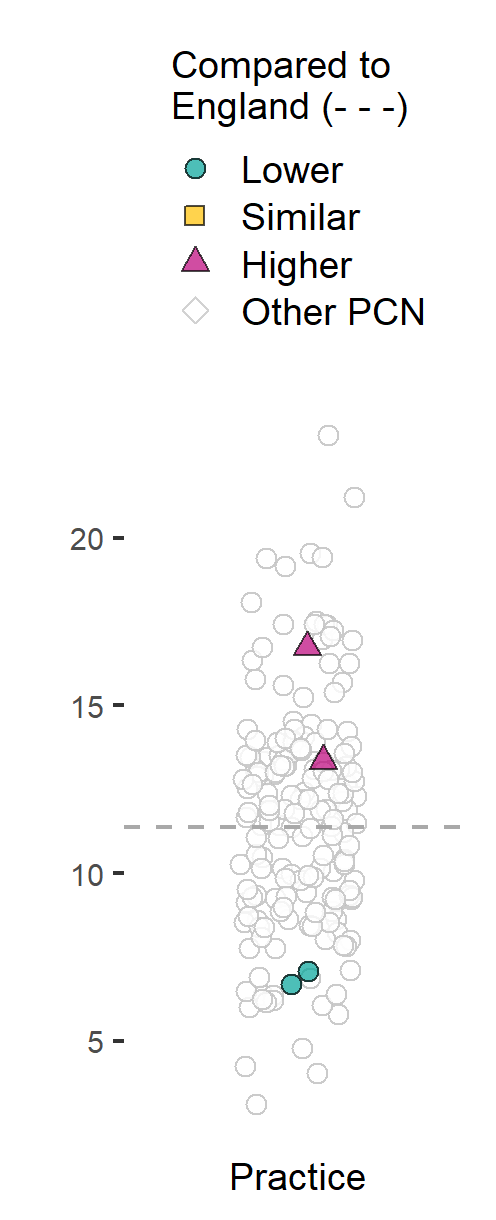 Compared to
England (- - -)
Lower
Similar
Higher
Other PCN
20
15
10
5
Practice